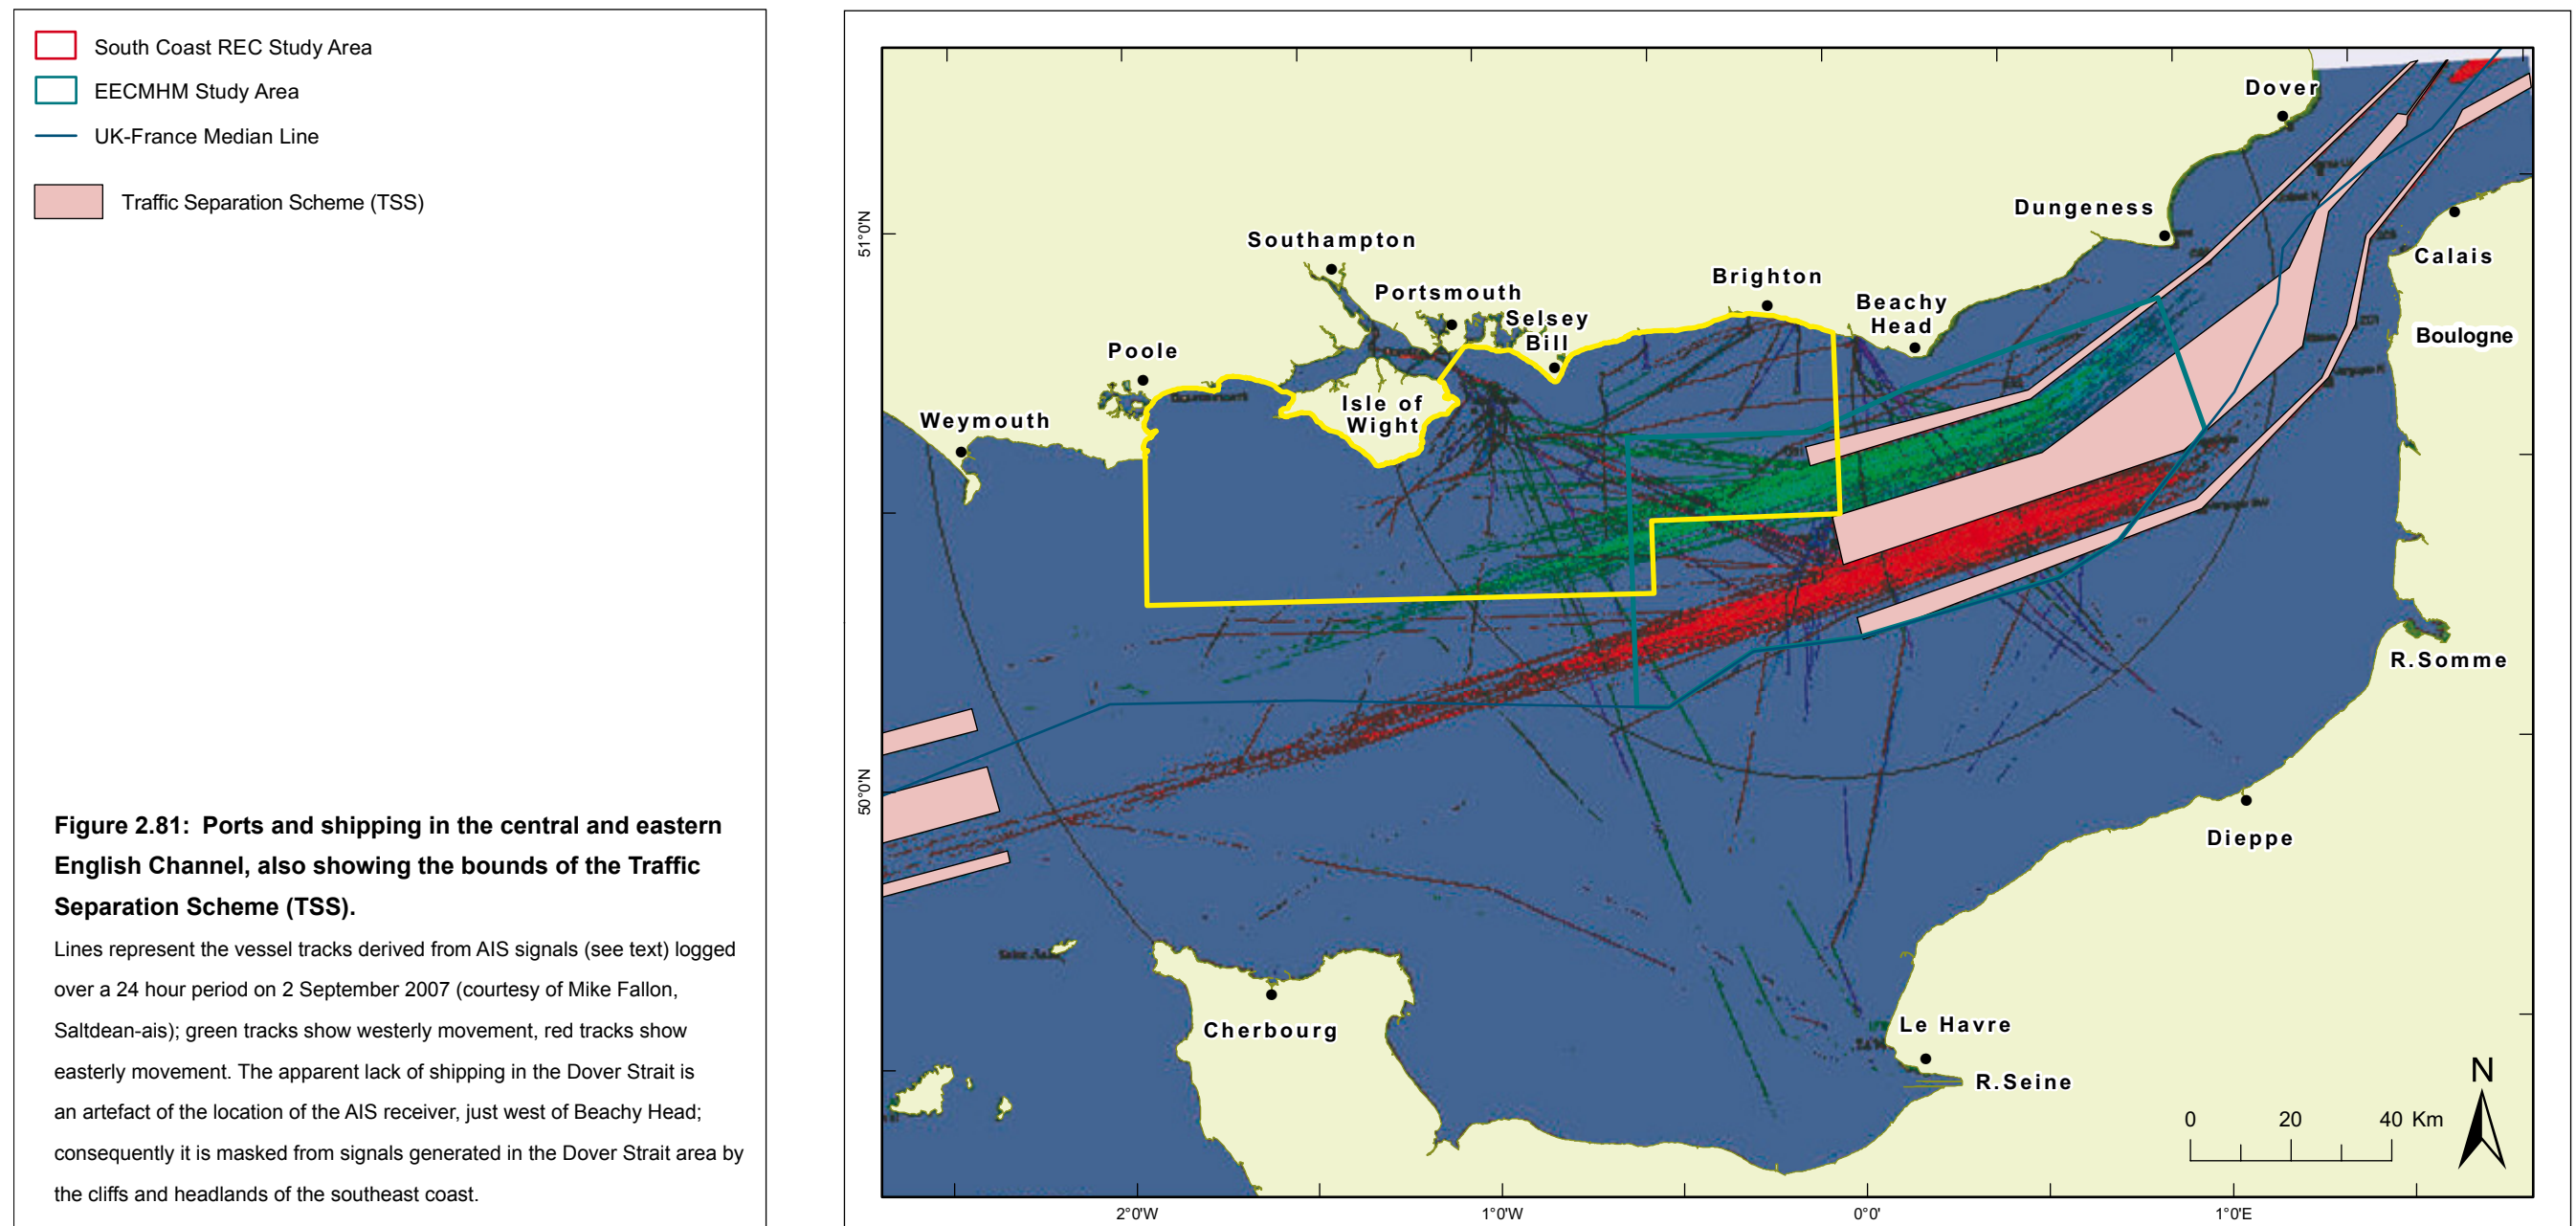 South Coast REC Study Area
EECMHM Study Area
UK-France Median Line
Traffic Separation Scheme (TSS)
Figure 2.81: Ports and shipping in the central and eastern
English Channel, also showing the bounds of the Traffic
Separation Scheme (TSS).
Lines represent the vessel tracks derived from AIS signals (see text) logged
over a 24 hour period on 2 September 2007 (courtesy of Mike Fallon,
Saltdean-ais); green tracks show westerly movement, red tracks show
easterly movement. The apparent lack of shipping in the Dover Strait is
an artefact of the location of the AIS receiver, just west of Beachy Head;
consequently it is masked from signals generated in the Dover Strait area by
the cliffs and headlands of the southeast coast.
Dover
Dungeness
51°0'N
Southampton
Calais
Brighton
Portsmouth
Beachy
Head
Selsey
Bill
Boulogne
Poole
Isle of
Wight
Weymouth
R.Somme
50°0'N
Dieppe
Cherbourg
Le Havre
R.Seine
N
0 20 40 Km
2°0'W
1°0'W
0°0'
1°0'E